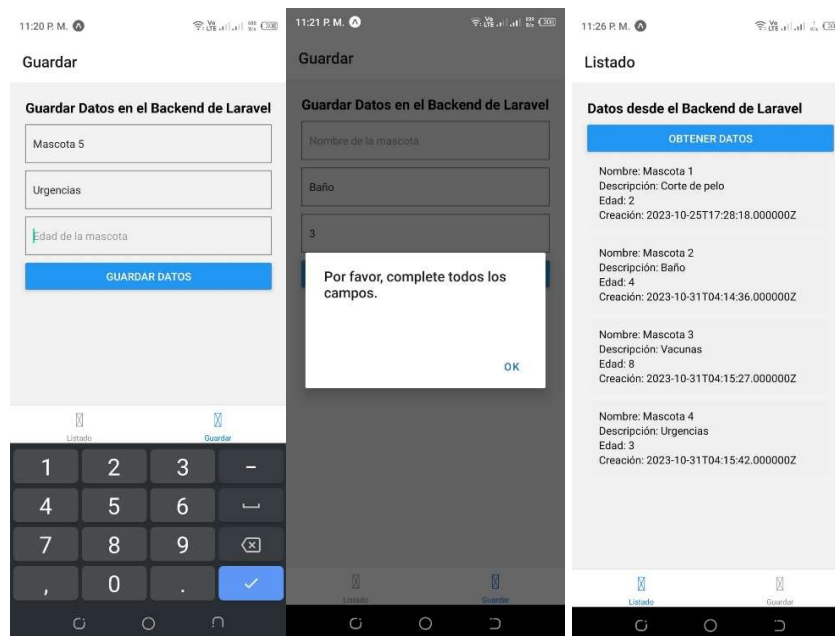 11:20 P. M.
Guardar
Guardar Datos en el Backend de Laravel
Mascota 5
Urgencias
Edad de la mascota
GUARDAR DATOS
Listado
Guardar
1 2 3 -
4 5 6
7 8 9
, 0 .
11:21 P. M.
Guardar
Guardar Datos en el Backend de Laravel
Nombre de la mascota
Baño
3
Por favor, complete todos los
campos.
OK
Listado
Guardar
11:26 P. M.
Listado
Datos desde el Backend de Laravel
OBTENER DATOS
Nombre: Mascota 1
Descripción: Corte de pelo
Edad: 2
Creación: 2023-10-25T17:28:18.000000Z
Nombre: Mascota 2
Descripción: Baño
Edad: 4
Creación: 2023-10-31T04:14:36.000000Z
Nombre: Mascota 3
Descripción: Vacunas
Edad: 8
Creación: 2023-10-31T04:15:27.000000Z
Nombre: Mascota 4
Descripción: Urgencias
Edad: 3
Creación: 2023-10-31T04:15:42.000000Z
Listado
Guardar